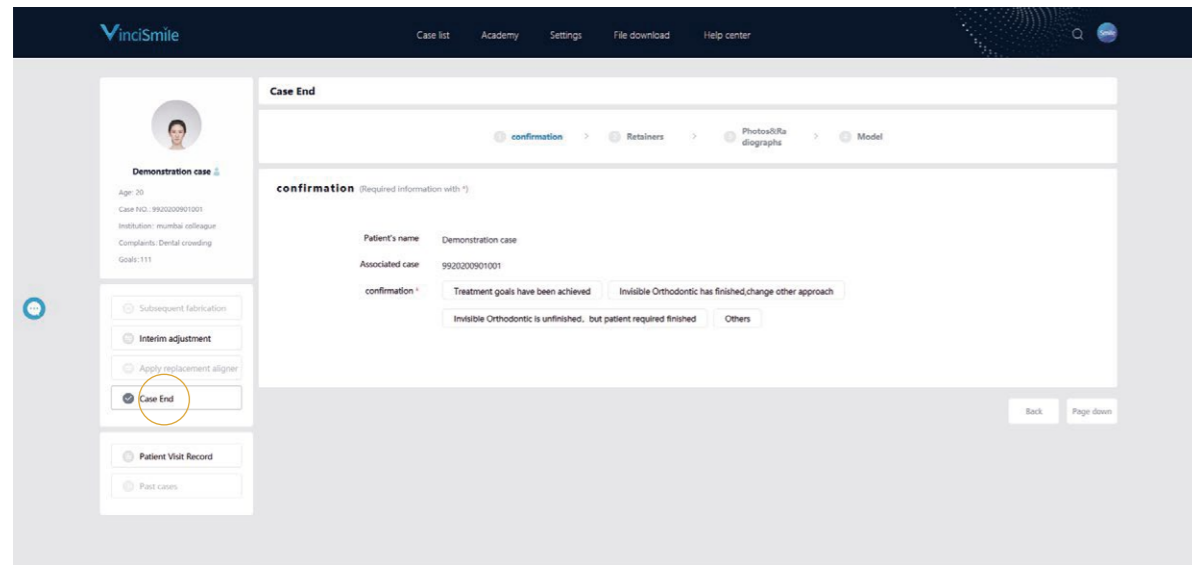 VinciSmile
Case list Academy Settings File download Help center
Smile
Case End
confirmation > Retainers > Photos&Ra
diographs > Model
Demonstration case
Age: 20
Case NO.: 9920200901001
Institution: mumbai colleague
Complaints: Dental crowding
Goals: 111
confirmation (Required information with *)
Patient's name Demonstration case
Associated case 9920200901001
confirmation * Treatment goals have been achieved Invisible Orthodontic has finished,change other approach
Invisible Orthodontic is unfinished, but patient required finished Others
Subsequent fabrication
Interim adjustment
Apply replacement aligner
Case End
Back Page down
Patient Visit Record
Past cases